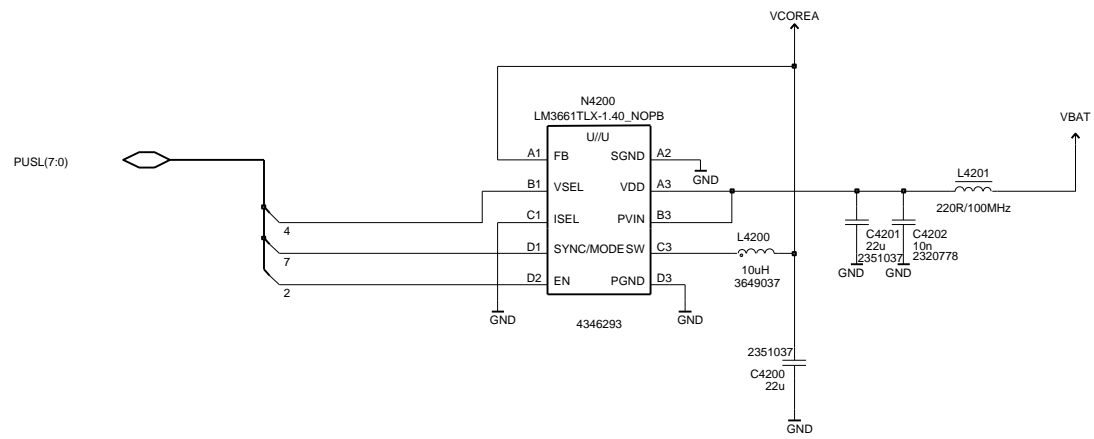 VCOREA
N4200
LM3661TLX-1.40_NOPB
VBAT
U//U
PUSL(7:0)
A1 FB SGND A2
GND
L4201
B1 VSEL VDD A3
220R/100MHz
C1 ISEL PVIN B3
4
C4201 C4202
22u 10n
2351037 2320778
L4200
D1 SYNC/MODE SW C3
7
10uH
3649037
GND GND
D2 EN PGND D3
2
GND GND
4346293
2351037
C4200
22u
GND